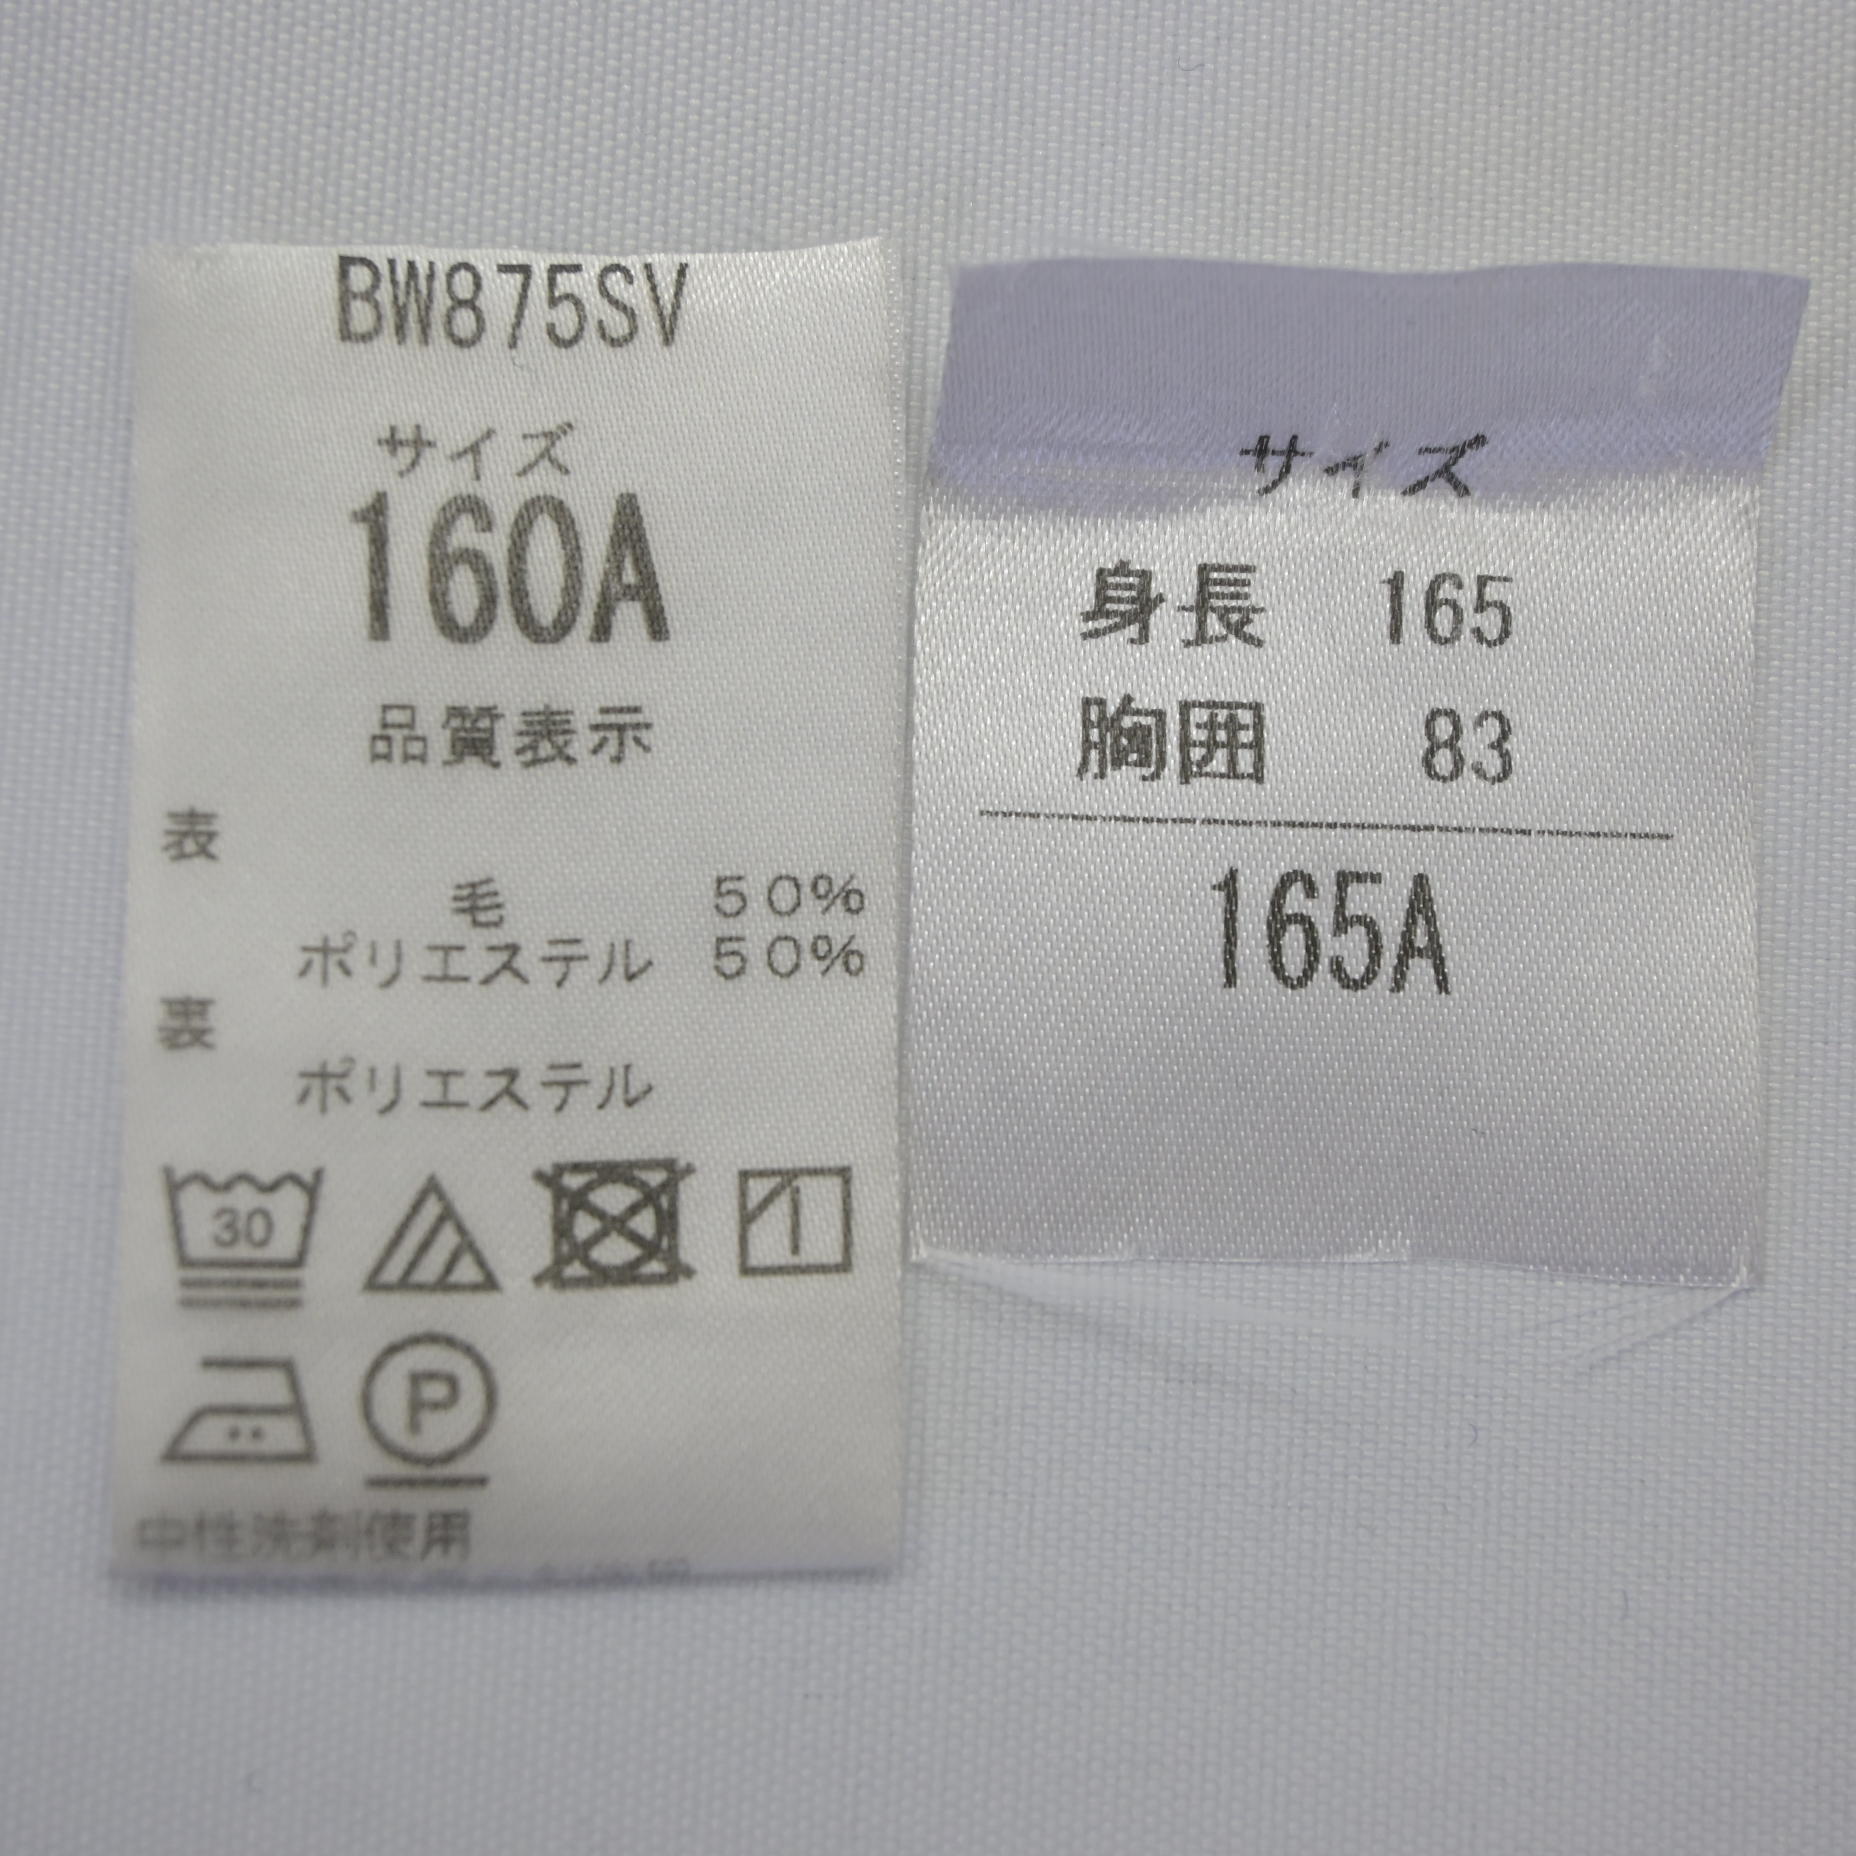 BW875SV
サイズ
160A
品質表示
表
毛 50%
ポリエステル 50%
裏
ポリエステル
30
P
中性洗剤使用
サイズ
身長 165
胸囲 83
165A